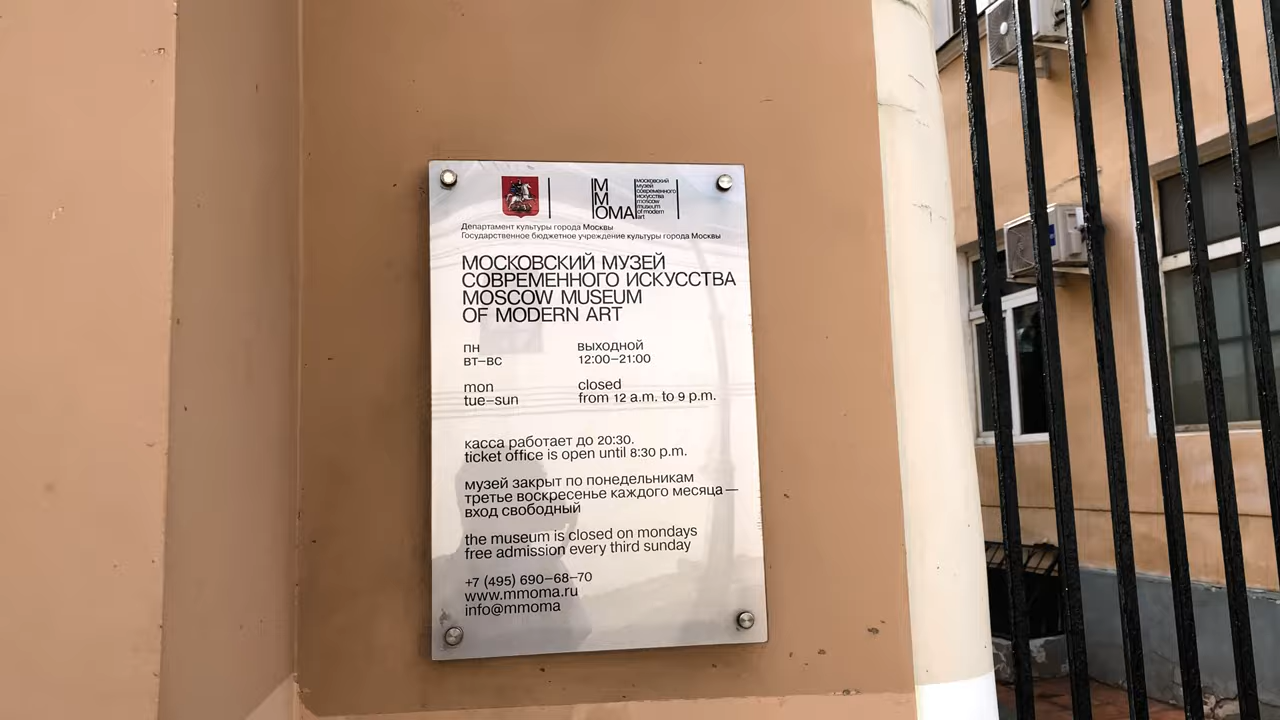 M
M
OMA
московский
музей
современного
искусства
moscow
museum
of modern
art
Департамент культуры города Москвы
Государственное бюджетное учреждение культуры города Москвы
МОСКОВСКИЙ МУЗЕЙ
СОВРЕМЕННОГО ИСКУССТВА
MOSCOW MUSEUM
OF MODERN ART
пн выходной
вт–вс 12:00–21:00
mon closed
tue–sun from 12 a.m. to 9 p.m.
касса работает до 20:30.
ticket office is open until 8:30 p.m.
музей закрыт по понедельникам
третье воскресенье каждого месяца —
вход свободный
the museum is closed on mondays
free admission every third sunday
+7 (495) 690–68–70
www.mmoma.ru
info@mmoma